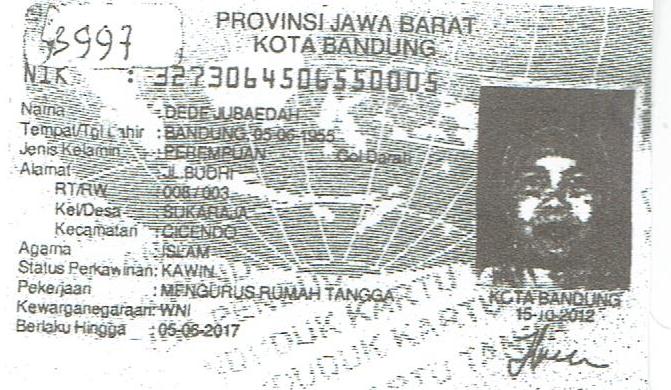 3997
PROVINSI JAWA BARAT
KOTA BANDUNG
NIK : 3273064506550005
Nama : DEDE JUBAEDAH
Tempat/Tgl Lahir : BANDUNG, 05-06-1955
Jenis Kelamin : PEREMPUAN Gol Darah
Alamat : JL.BUDHI
RT/RW : 008 / 003
Kel/Desa : SUKARAJA
Kecamatan : CICENDO
Agama : ISLAM
Status Perkawinan: KAWIN
Pekerjaan : MENGURUS RUMAH TANGGA
Kewarganegaraan: WNI
Berlaku Hingga : 05-06-2017
KOTA BANDUNG
15-10-2012